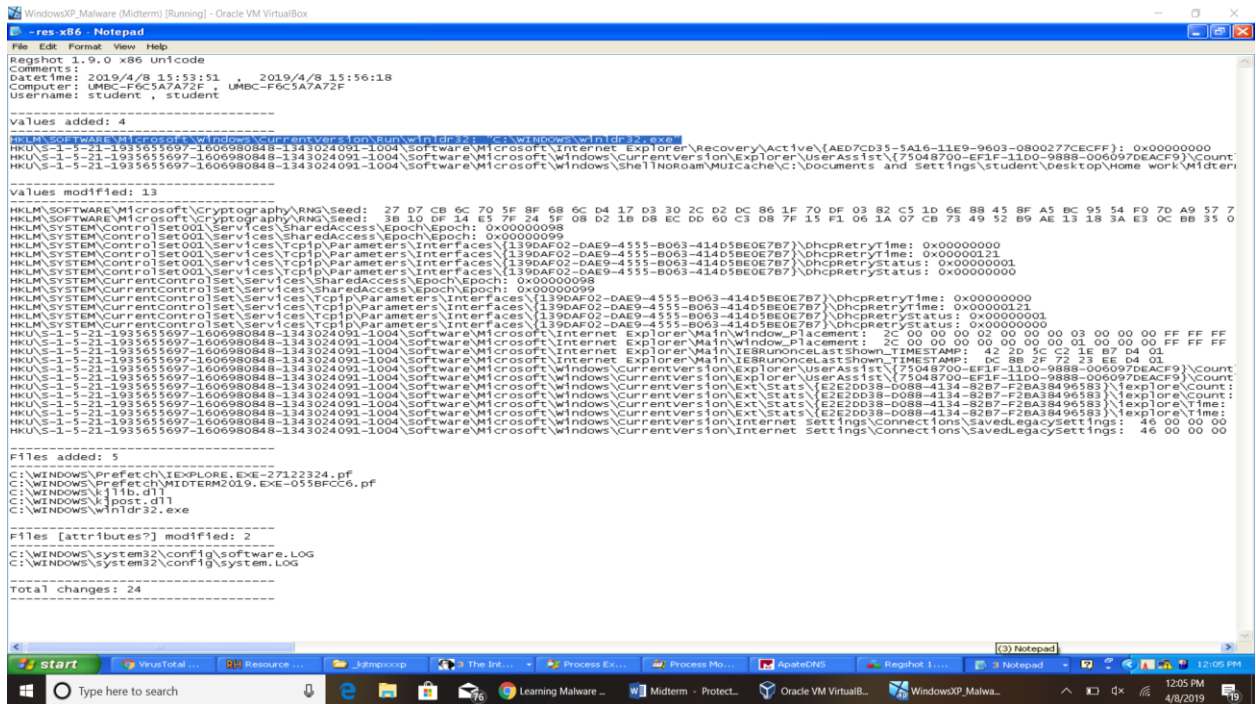 WindowsXP_Malware (Midterm) [Running] - Oracle VM VirtualBox
~res-x86 - Notepad
File Edit Format View Help
Regshot 1.9.0 x86 Unicode
Comments:
Datetime: 2019/4/8 15:53:51 , 2019/4/8 15:56:18
Computer: UMBC-F6C5A7A72F , UMBC-F6C5A7A72F
Username: student , student
----------------------------------
Values added: 4
----------------------------------
HKLM\SOFTWARE\Microsoft\Windows\CurrentVersion\Run\winldr32: "C:\WINDOWS\winldr32.exe"
HKU\S-1-5-21-1935655697-1606980848-1343024091-1004\Software\Microsoft\Internet Explorer\Recovery\Active\{AED7CD35-5A16-11E9-9603-0800277CECFF}: 0x00000000
HKU\S-1-5-21-1935655697-1606980848-1343024091-1004\Software\Microsoft\Windows\CurrentVersion\Explorer\UserAssist\{75048700-EF1F-11D0-9888-006097DEACF9}\Count
HKU\S-1-5-21-1935655697-1606980848-1343024091-1004\Software\Microsoft\Windows\ShellNoRoam\MUICache\C:\Documents and Settings\student\Desktop\Home work\Midter
----------------------------------
Values modified: 13
----------------------------------
HKLM\SOFTWARE\Microsoft\Cryptography\RNG\Seed: 27 D7 CB 6C 70 5F 8F 68 6C D4 17 D3 30 2C D2 DC 86 1F 70 DF 03 82 C5 1D 6E 88 45 8F A5 BC 95 54 F0 7D A9 57 7
HKLM\SOFTWARE\Microsoft\Cryptography\RNG\Seed: 3B 10 DF 14 E5 7F 24 5F 08 D2 1B D8 EC DD 60 C3 D8 7F 15 F1 06 1A 07 CB 73 49 52 B9 AE 13 18 3A E3 0C BB 35 0
HKLM\SYSTEM\ControlSet001\Services\SharedAccess\Epoch\Epoch: 0x00000098
HKLM\SYSTEM\ControlSet001\Services\SharedAccess\Epoch\Epoch: 0x00000099
HKLM\SYSTEM\ControlSet001\Services\Tcpip\Parameters\Interfaces\{139DAF02-DAE9-4555-B063-414D5BE0E7B7}\DhcpRetryTime: 0x00000000
HKLM\SYSTEM\ControlSet001\Services\Tcpip\Parameters\Interfaces\{139DAF02-DAE9-4555-B063-414D5BE0E7B7}\DhcpRetryTime: 0x00000121
HKLM\SYSTEM\ControlSet001\Services\Tcpip\Parameters\Interfaces\{139DAF02-DAE9-4555-B063-414D5BE0E7B7}\DhcpRetryStatus: 0x00000001
HKLM\SYSTEM\ControlSet001\Services\Tcpip\Parameters\Interfaces\{139DAF02-DAE9-4555-B063-414D5BE0E7B7}\DhcpRetryStatus: 0x00000000
HKLM\SYSTEM\CurrentControlSet\Services\SharedAccess\Epoch\Epoch: 0x00000098
HKLM\SYSTEM\CurrentControlSet\Services\SharedAccess\Epoch\Epoch: 0x00000099
HKLM\SYSTEM\CurrentControlSet\Services\Tcpip\Parameters\Interfaces\{139DAF02-DAE9-4555-B063-414D5BE0E7B7}\DhcpRetryTime: 0x00000000
HKLM\SYSTEM\CurrentControlSet\Services\Tcpip\Parameters\Interfaces\{139DAF02-DAE9-4555-B063-414D5BE0E7B7}\DhcpRetryTime: 0x00000121
HKLM\SYSTEM\CurrentControlSet\Services\Tcpip\Parameters\Interfaces\{139DAF02-DAE9-4555-B063-414D5BE0E7B7}\DhcpRetryStatus: 0x00000001
HKLM\SYSTEM\CurrentControlSet\Services\Tcpip\Parameters\Interfaces\{139DAF02-DAE9-4555-B063-414D5BE0E7B7}\DhcpRetryStatus: 0x00000000
HKU\S-1-5-21-1935655697-1606980848-1343024091-1004\Software\Microsoft\Internet Explorer\Main\Window_Placement: 2C 00 00 00 02 00 00 00 03 00 00 00 FF FF FF
HKU\S-1-5-21-1935655697-1606980848-1343024091-1004\Software\Microsoft\Internet Explorer\Main\Window_Placement: 2C 00 00 00 00 00 00 00 01 00 00 00 FF FF FF
HKU\S-1-5-21-1935655697-1606980848-1343024091-1004\Software\Microsoft\Internet Explorer\Main\IE8RunOnceLastShown_TIMESTAMP: 42 2D 5C C2 1E B7 D4 01
HKU\S-1-5-21-1935655697-1606980848-1343024091-1004\Software\Microsoft\Internet Explorer\Main\IE8RunOnceLastShown_TIMESTAMP: DC 8B 2F 72 23 EE D4 01
HKU\S-1-5-21-1935655697-1606980848-1343024091-1004\Software\Microsoft\Windows\CurrentVersion\Explorer\UserAssist\{75048700-EF1F-11D0-9888-006097DEACF9}\Count
HKU\S-1-5-21-1935655697-1606980848-1343024091-1004\Software\Microsoft\Windows\CurrentVersion\Explorer\UserAssist\{75048700-EF1F-11D0-9888-006097DEACF9}\Count
HKU\S-1-5-21-1935655697-1606980848-1343024091-1004\Software\Microsoft\Windows\CurrentVersion\Ext\Stats\{E2E2DD38-D088-4134-82B7-F2BA38496583}\iexplore\Count:
HKU\S-1-5-21-1935655697-1606980848-1343024091-1004\Software\Microsoft\Windows\CurrentVersion\Ext\Stats\{E2E2DD38-D088-4134-82B7-F2BA38496583}\iexplore\Count:
HKU\S-1-5-21-1935655697-1606980848-1343024091-1004\Software\Microsoft\Windows\CurrentVersion\Ext\Stats\{E2E2DD38-D088-4134-82B7-F2BA38496583}\iexplore\Time:
HKU\S-1-5-21-1935655697-1606980848-1343024091-1004\Software\Microsoft\Windows\CurrentVersion\Ext\Stats\{E2E2DD38-D088-4134-82B7-F2BA38496583}\iexplore\Time:
HKU\S-1-5-21-1935655697-1606980848-1343024091-1004\Software\Microsoft\Windows\CurrentVersion\Internet Settings\Connections\SavedLegacySettings: 46 00 00 00
HKU\S-1-5-21-1935655697-1606980848-1343024091-1004\Software\Microsoft\Windows\CurrentVersion\Internet Settings\Connections\SavedLegacySettings: 46 00 00 00
----------------------------------
Files added: 5
----------------------------------
C:\WINDOWS\Prefetch\IEXPLORE.EXE-27122324.pf
C:\WINDOWS\Prefetch\MIDTERM2019.EXE-055BFCC6.pf
C:\WINDOWS\kjlib.dll
C:\WINDOWS\kjpost.dll
C:\WINDOWS\winldr32.exe
----------------------------------
Files [attributes?] modified: 2
----------------------------------
C:\WINDOWS\system32\config\software.LOG
C:\WINDOWS\system32\config\system.LOG
----------------------------------
Total changes: 24
----------------------------------
(3) Notepad
start VirusTotal ... Resource ... _kjtmpxxxp 3 The Int... Process Ex... Process Mo... ApateDNS Regshot 1.... 3 Notepad 12:05 PM
Type here to search 76 Learning Malware ... Midterm - Protect... Oracle VM VirtualB... WindowsXP_Malwa... 12:05 PM
4/8/2019 19